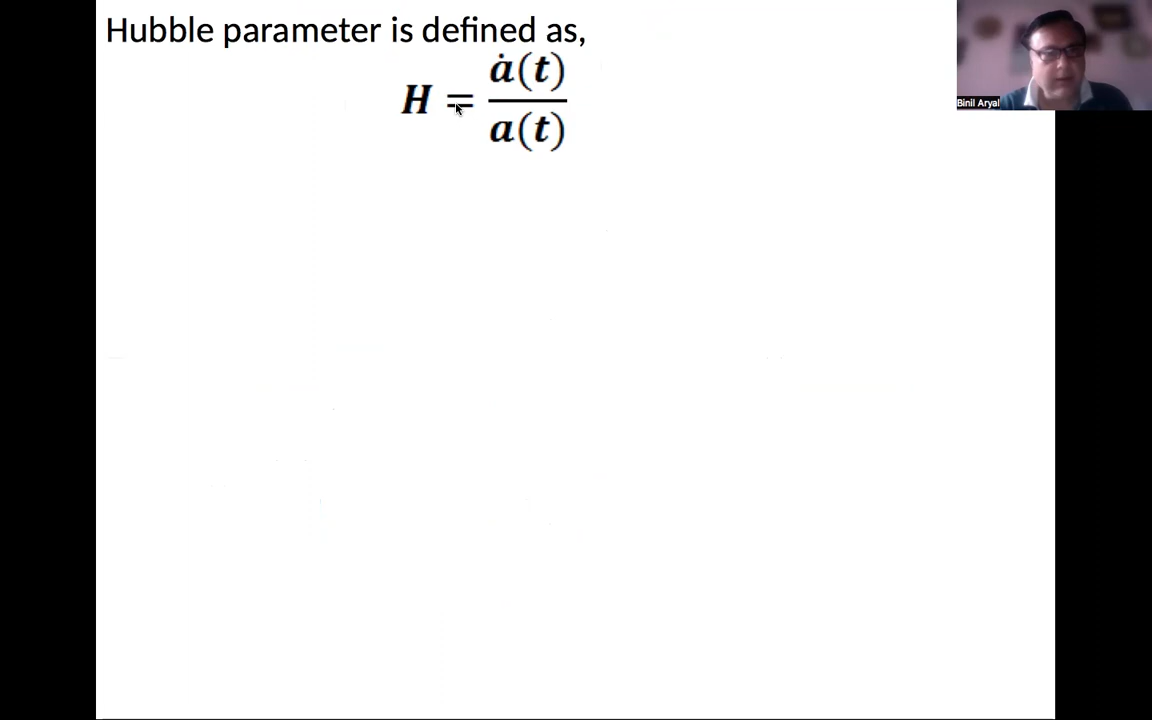 Hubble parameter is defined as,
H = ȧ(t) / a(t)
Binil Aryal